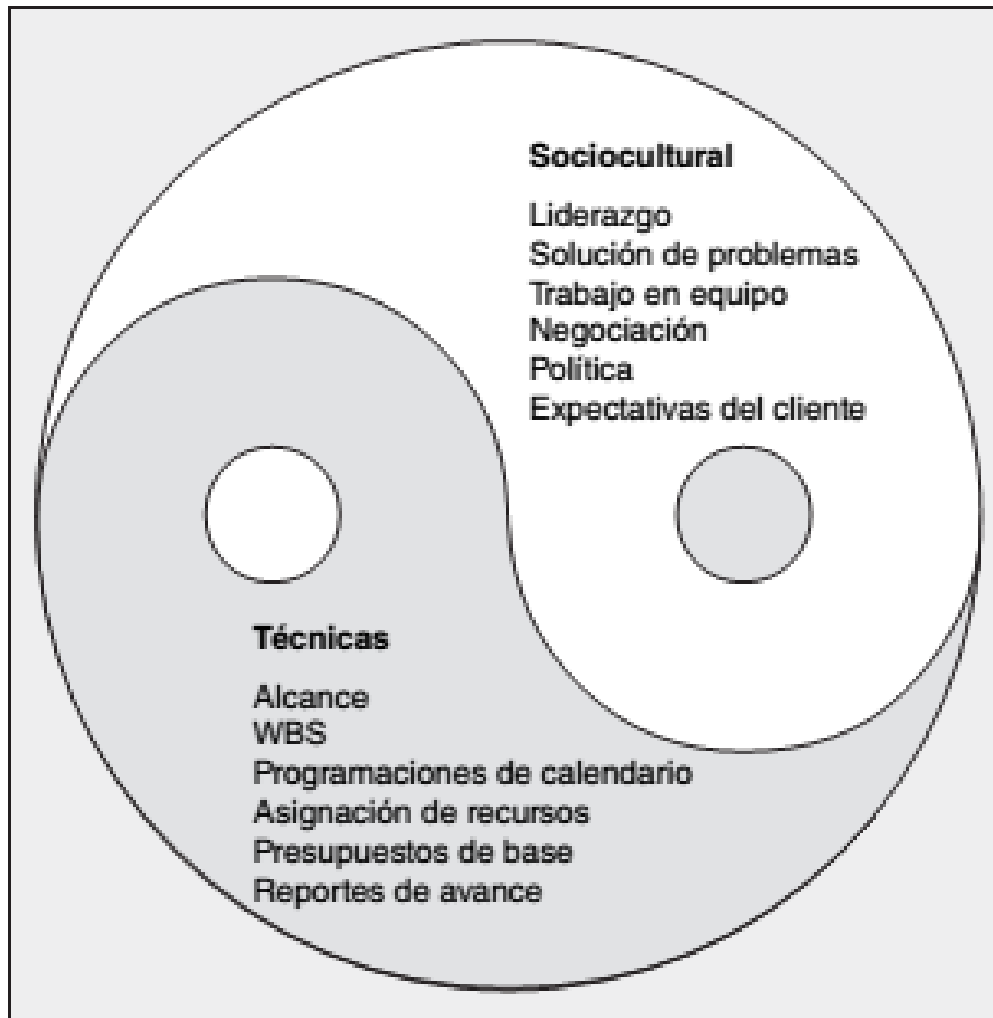 Sociocultural
Liderazgo
Solución de problemas
Trabajo en equipo
Negociación
Política
Expectativas del cliente
Técnicas
Alcance
WBS
Programaciones de calendario
Asignación de recursos
Presupuestos de base
Reportes de avance